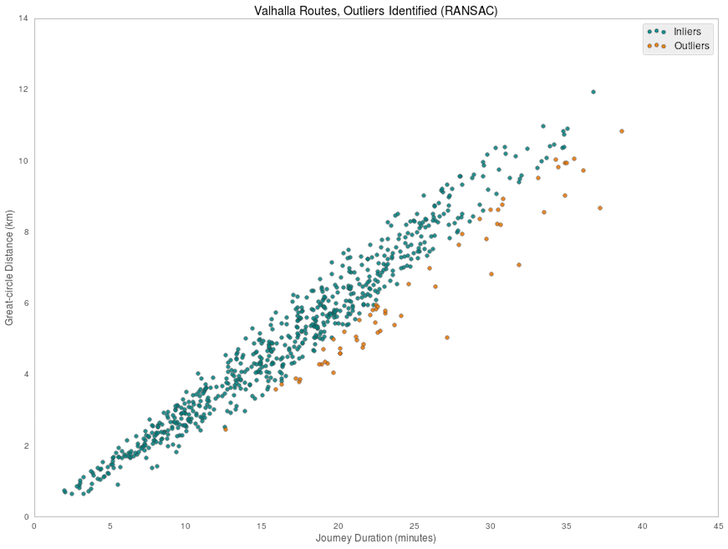 Valhalla Routes, Outliers Identified (RANSAC)
Inliers
Outliers
14
12
10
8
6
4
2
0
Great-circle Distance (km)
0 5 10 15 20 25 30 35 40 45
Journey Duration (minutes)